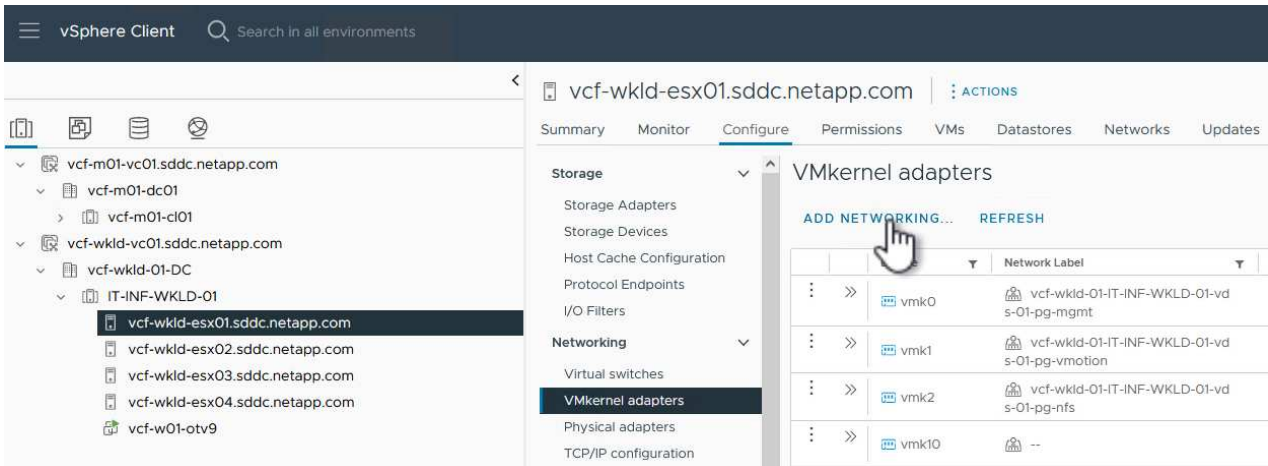 vSphere Client
Search in all environments
vcf-m01-vc01.sddc.netapp.com
vcf-m01-dc01
vcf-m01-cl01
vcf-wkld-vc01.sddc.netapp.com
vcf-wkld-01-DC
IT-INF-WKLD-01
vcf-wkld-esx01.sddc.netapp.com
vcf-wkld-esx02.sddc.netapp.com
vcf-wkld-esx03.sddc.netapp.com
vcf-wkld-esx04.sddc.netapp.com
vcf-w01-otv9
vcf-wkld-esx01.sddc.netapp.com ACTIONS
Summary Monitor Configure Permissions VMs Datastores Networks Updates
Storage
Storage Adapters
Storage Devices
Host Cache Configuration
Protocol Endpoints
I/O Filters
Networking
Virtual switches
VMkernel adapters
Physical adapters
TCP/IP configuration
VMkernel adapters
ADD NETWORKING... REFRESH
Network Label
vmk0 vcf-wkld-01-IT-INF-WKLD-01-vd
s-01-pg-mgmt
vmk1 vcf-wkld-01-IT-INF-WKLD-01-vd
s-01-pg-vmotion
vmk2 vcf-wkld-01-IT-INF-WKLD-01-vd
s-01-pg-nfs
vmk10 --